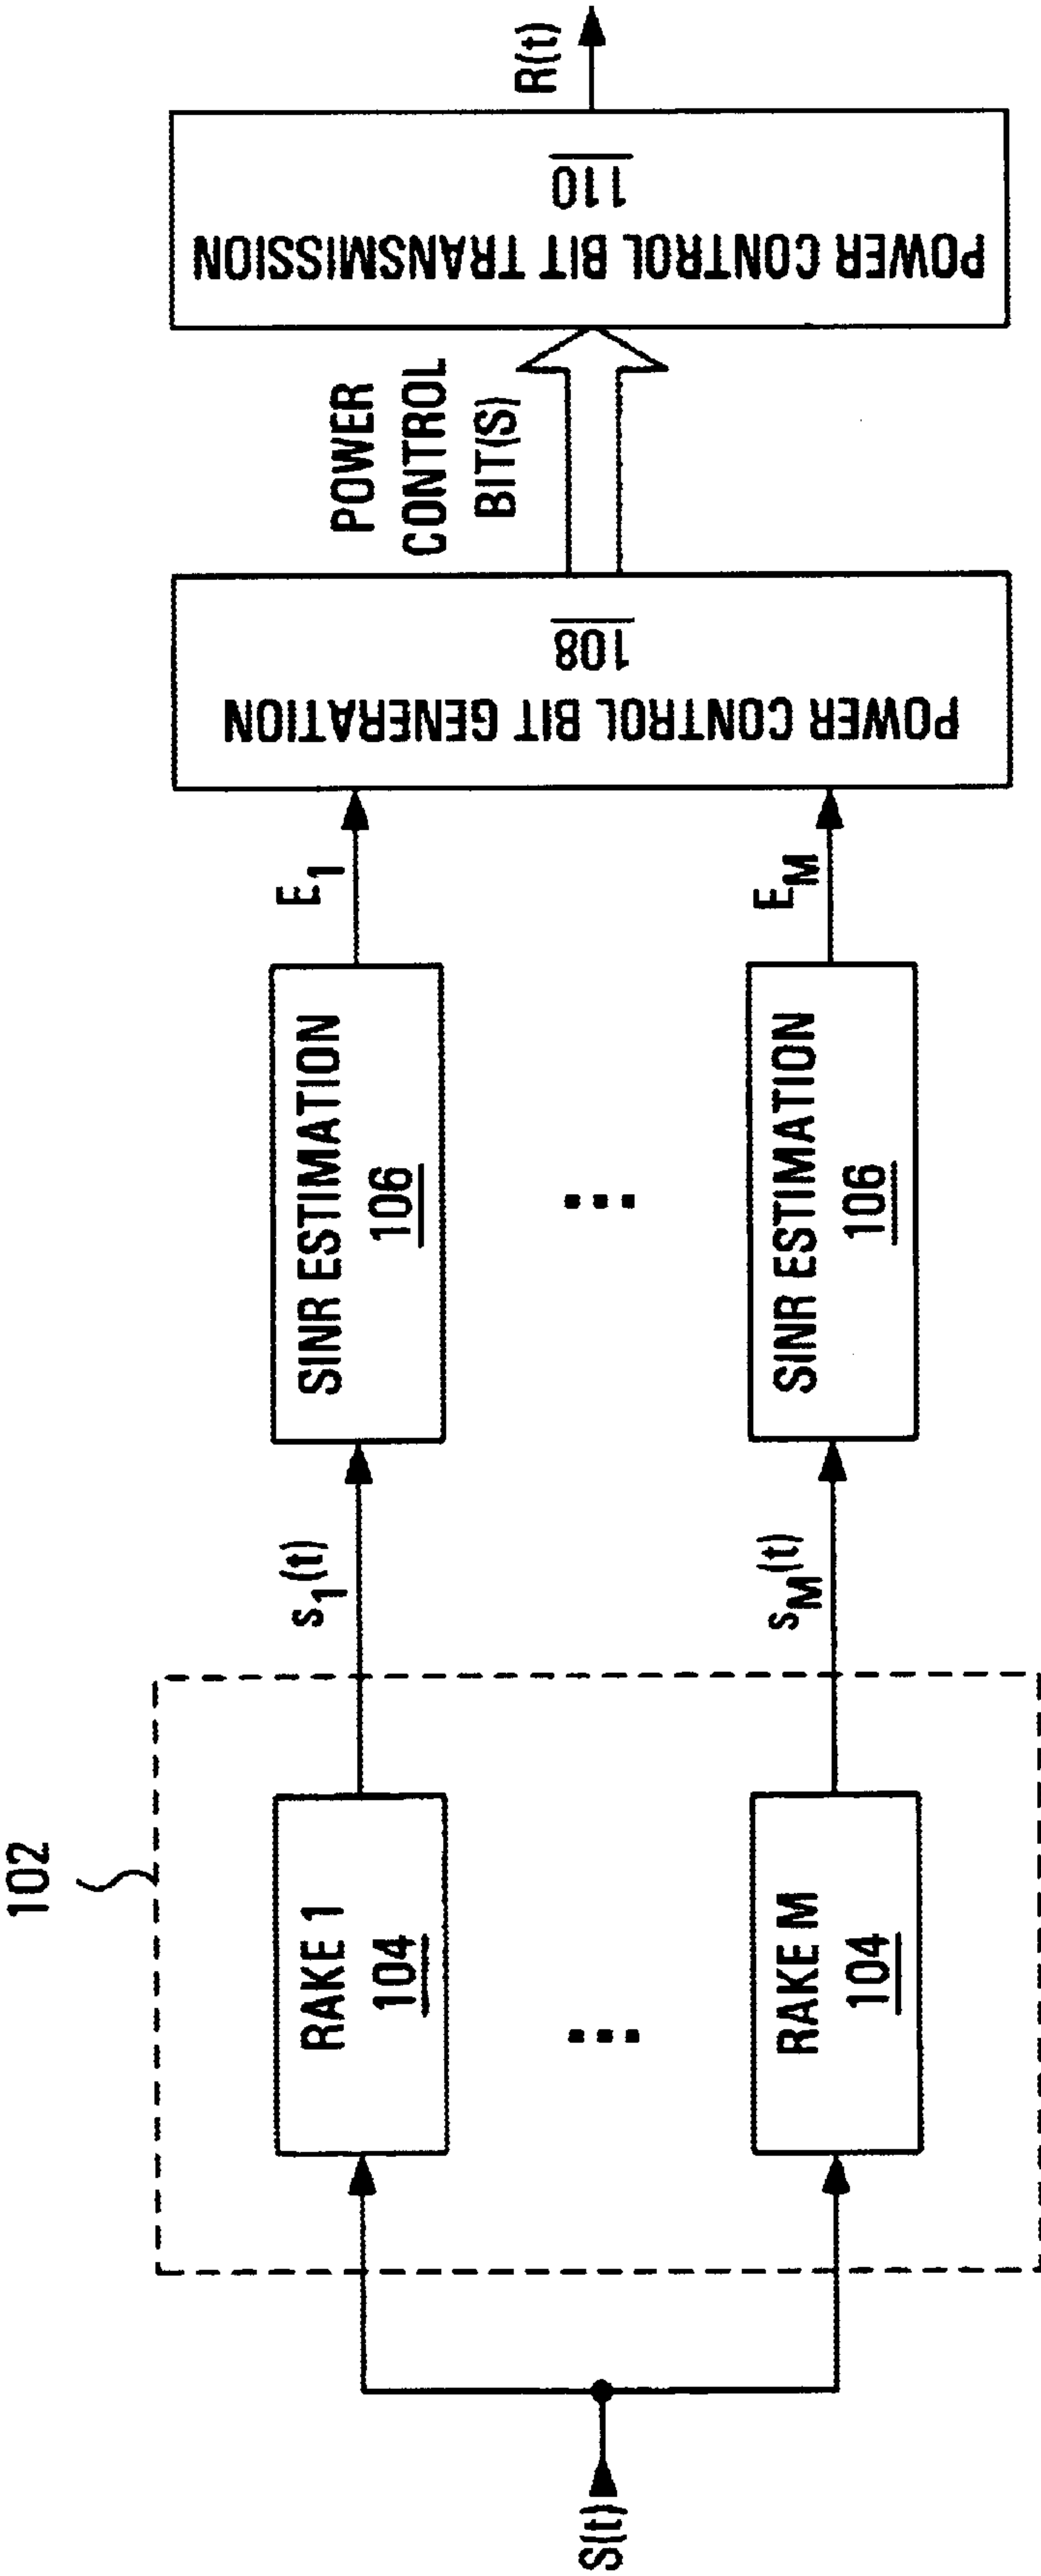 102
S(t)
RAKE 1
104
...
RAKE M
104
s1(t)
sM(t)
SINR ESTIMATION
106
...
SINR ESTIMATION
106
E1
EM
POWER CONTROL BIT GENERATION
108
POWER
CONTROL
BIT(S)
POWER CONTROL BIT TRANSMISSION
110
R(t)